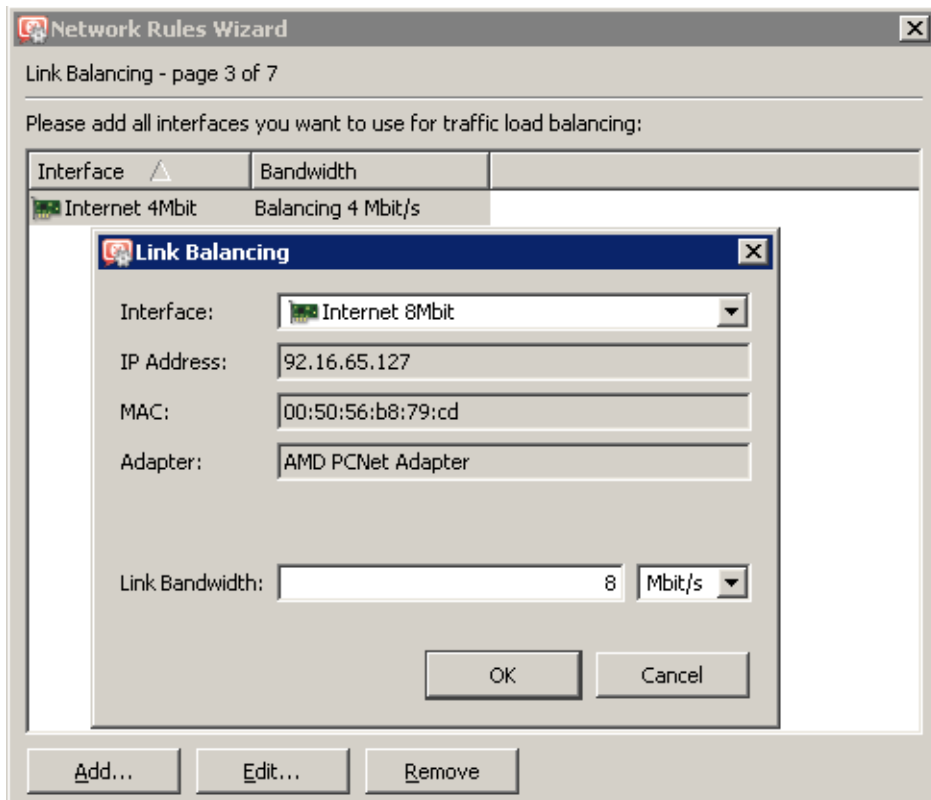 Network Rules Wizard
Link Balancing - page 3 of 7
Please add all interfaces you want to use for traffic load balancing:
Interface Bandwidth
Internet 4Mbit Balancing 4 Mbit/s
Link Balancing
Interface: Internet 8Mbit
IP Address: 92.16.65.127
MAC: 00:50:56:b8:79:cd
Adapter: AMD PCNet Adapter
Link Bandwidth: 8 Mbit/s
OK Cancel
Add... Edit... Remove